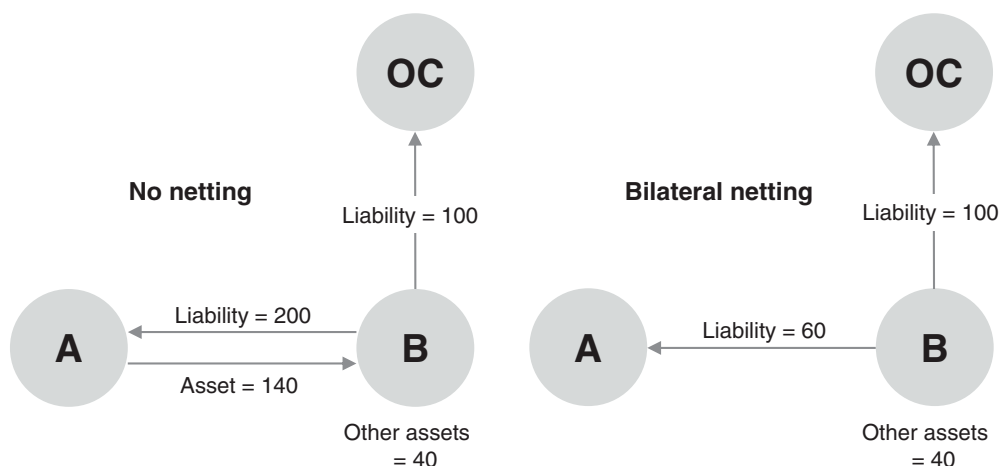 OC
No netting
Liability = 100
Liability = 200
A
B
Asset = 140
Other assets
= 40
OC
Bilateral netting
Liability = 100
Liability = 60
A
B
Other assets
= 40